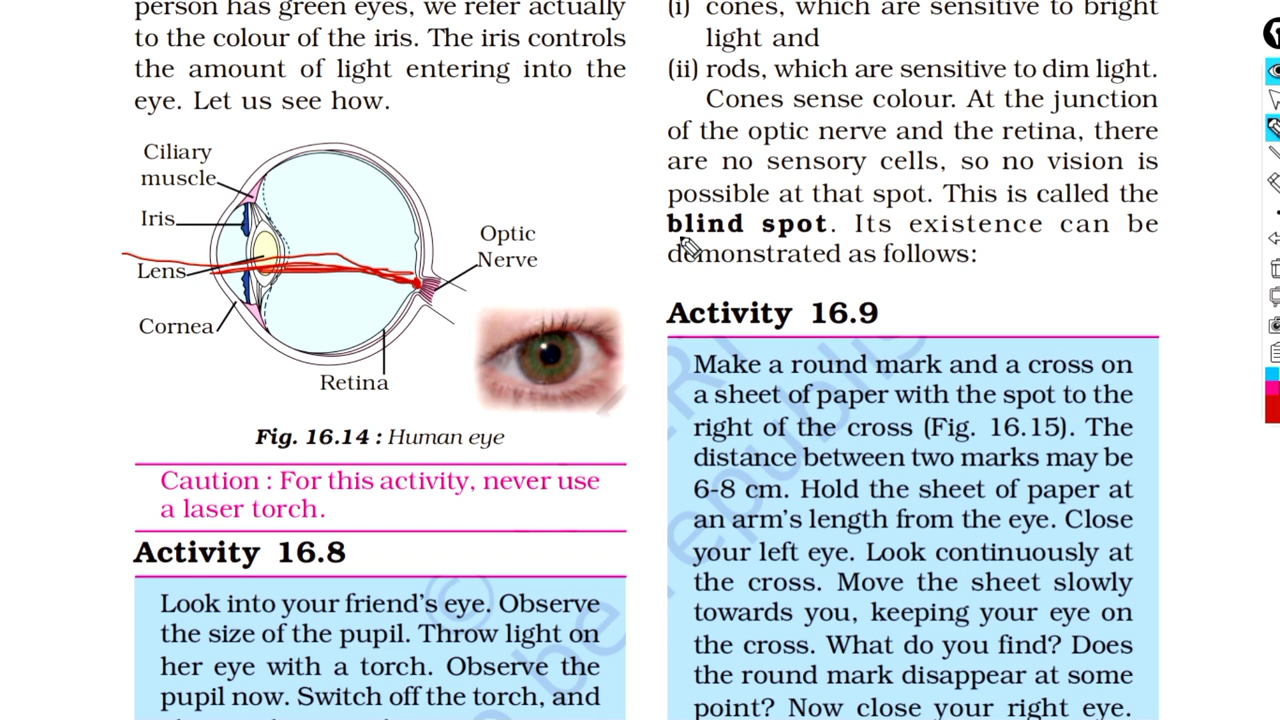 person has green eyes, we refer actually
to the colour of the iris. The iris controls
the amount of light entering into the
eye. Let us see how.
Ciliary
muscle
Iris
Lens
Cornea
Retina
Optic
Nerve
Fig. 16.14 : Human eye
Caution : For this activity, never use
a laser torch.
Activity 16.8
Look into your friend's eye. Observe
the size of the pupil. Throw light on
her eye with a torch. Observe the
pupil now. Switch off the torch, and
(i) cones, which are sensitive to bright
light and
(ii) rods, which are sensitive to dim light.
Cones sense colour. At the junction
of the optic nerve and the retina, there
are no sensory cells, so no vision is
possible at that spot. This is called the
blind spot. Its existence can be
demonstrated as follows:
Activity 16.9
Make a round mark and a cross on
a sheet of paper with the spot to the
right of the cross (Fig. 16.15). The
distance between two marks may be
6-8 cm. Hold the sheet of paper at
an arm's length from the eye. Close
your left eye. Look continuously at
the cross. Move the sheet slowly
towards you, keeping your eye on
the cross. What do you find? Does
the round mark disappear at some
point? Now close your right eye.